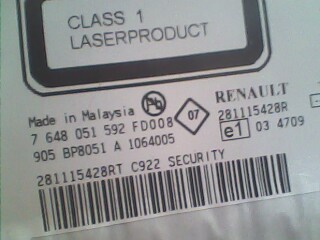 CLASS 1
LASERPRODUCT
Made in Malaysia Pb
7 648 051 592 FD008 07
905 BP8051 A 1064005
RENAULT
281115428R
e1 03 4709
281115428RT C922 SECURITY